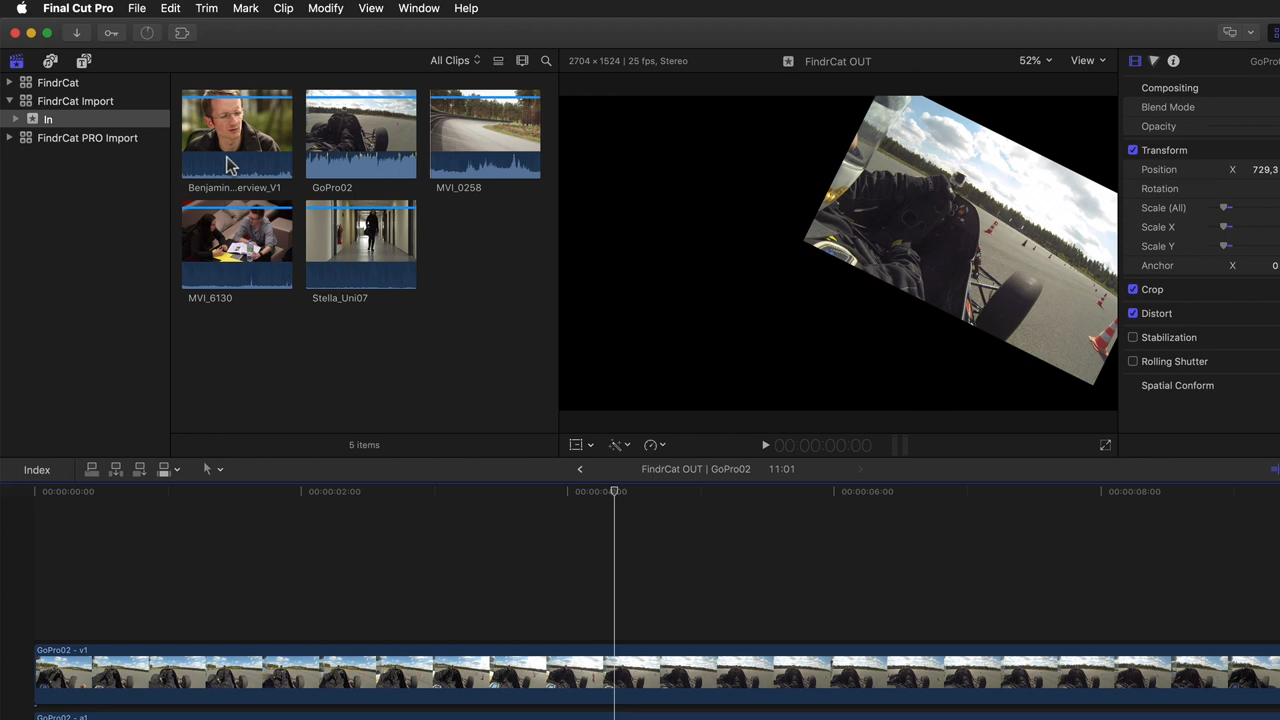 Final Cut Pro File Edit Trim Mark Clip Modify View Window Help
All Clips
2704 × 1524 | 25 fps, Stereo
FindrCat OUT
52%
View
GoPro
FindrCat
FindrCat Import
In
FindrCat PRO Import
Benjamin...erview_V1
GoPro02
MVI_0258
MVI_6130
Stella_Uni07
5 items
Compositing
Blend Mode
Opacity
Transform
Position X 729,3
Rotation
Scale (All)
Scale X
Scale Y
Anchor X 0
Crop
Distort
Stabilization
Rolling Shutter
Spatial Conform
00:00:00:00
Index
FindrCat OUT | GoPro02 11:01
00:00:00:00
00:00:02:00
00:00:06:00
00:00:08:00
GoPro02 - v1
GoPro02 - a1